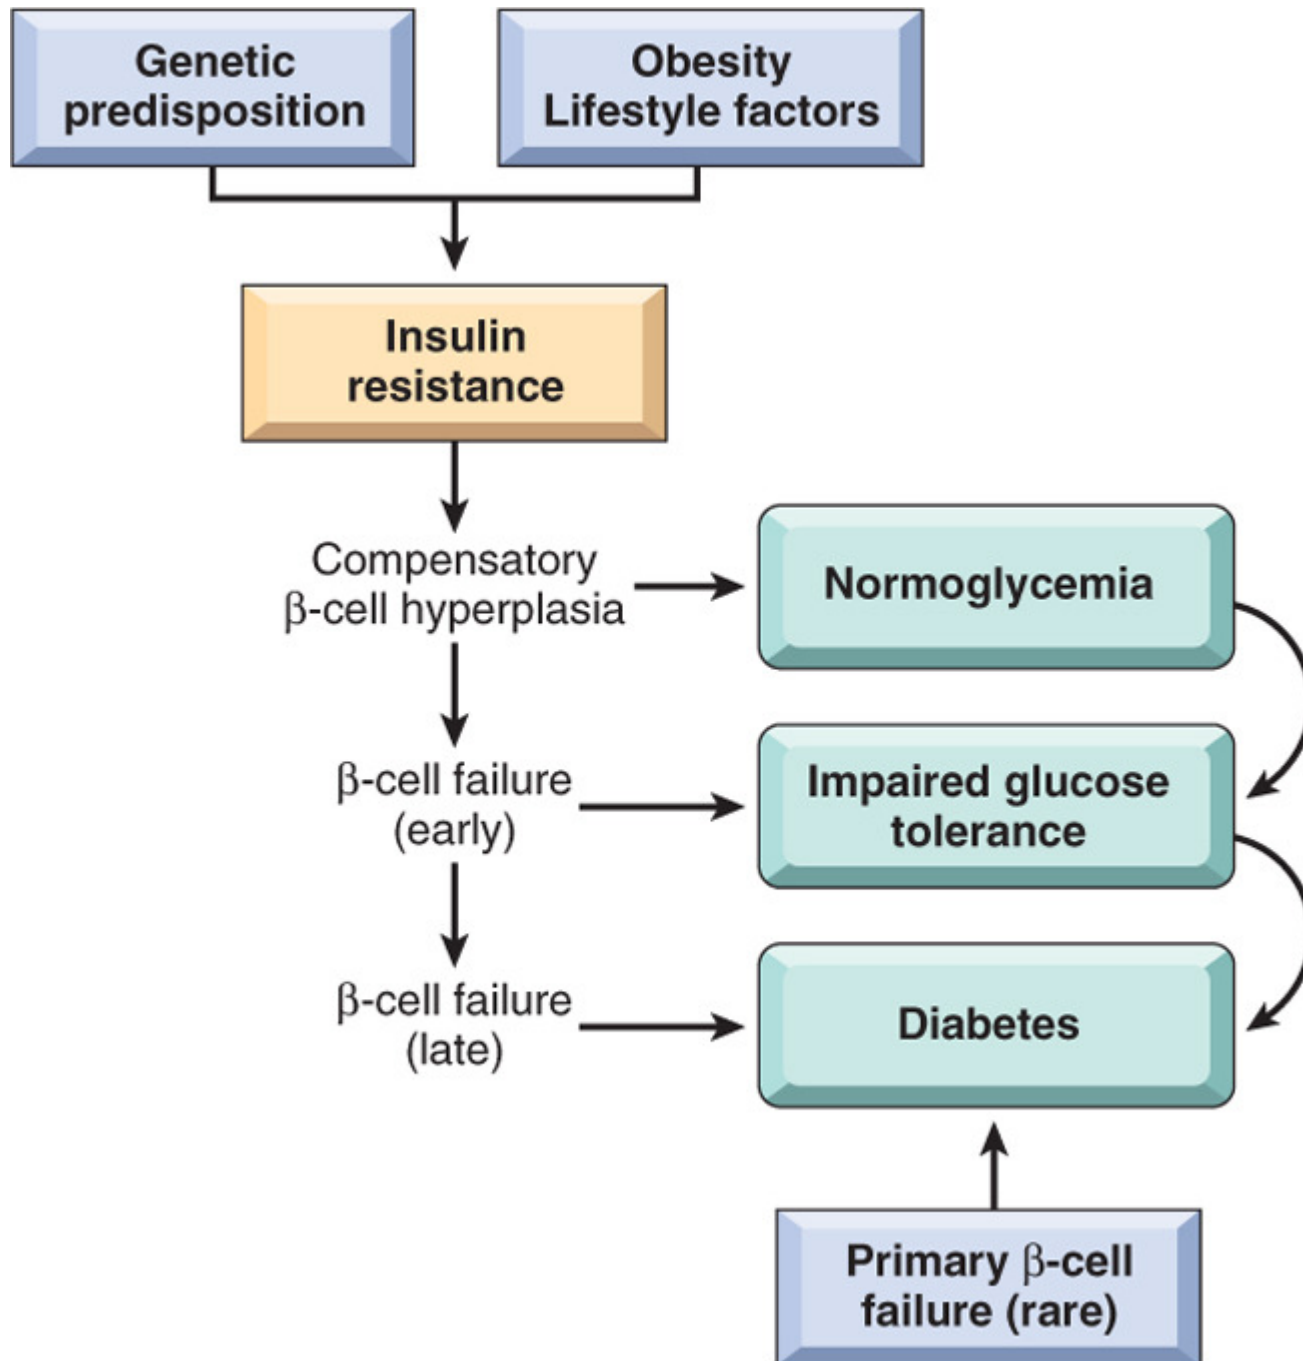 Genetic
predisposition
Obesity
Lifestyle factors
Insulin
resistance
Compensatory
β-cell hyperplasia
Normoglycemia
β-cell failure
(early)
Impaired glucose
tolerance
β-cell failure
(late)
Diabetes
Primary β-cell
failure (rare)